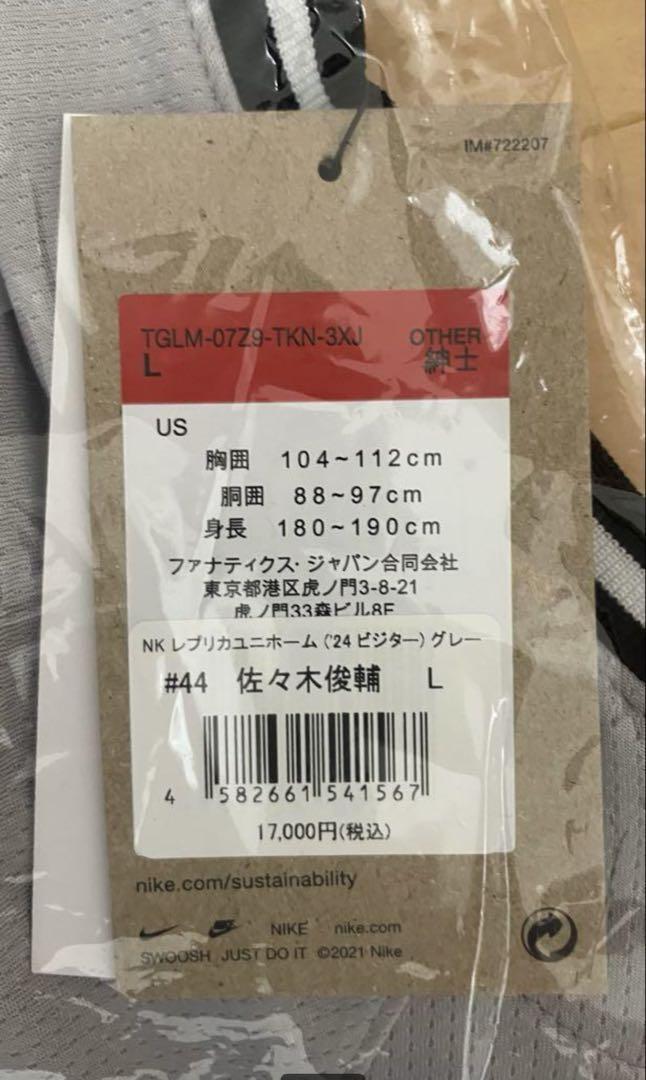 IM#722207
TGLM-07Z9-TKN-3XJ OTHER
L 紳士
US
胸囲 104~112cm
胴囲 88~97cm
身長 180~190cm
ファナティクス・ジャパン合同会社
東京都港区虎ノ門3-8-21
虎ノ門33森ビル8F
NK レプリカユニホーム('24 ビジター) グレー
#44 佐々木俊輔 L
4 582661 541567
17,000円(税込)
nike.com/sustainability
NIKE nike.com
SWOOSH JUST DO IT ©2021 Nike